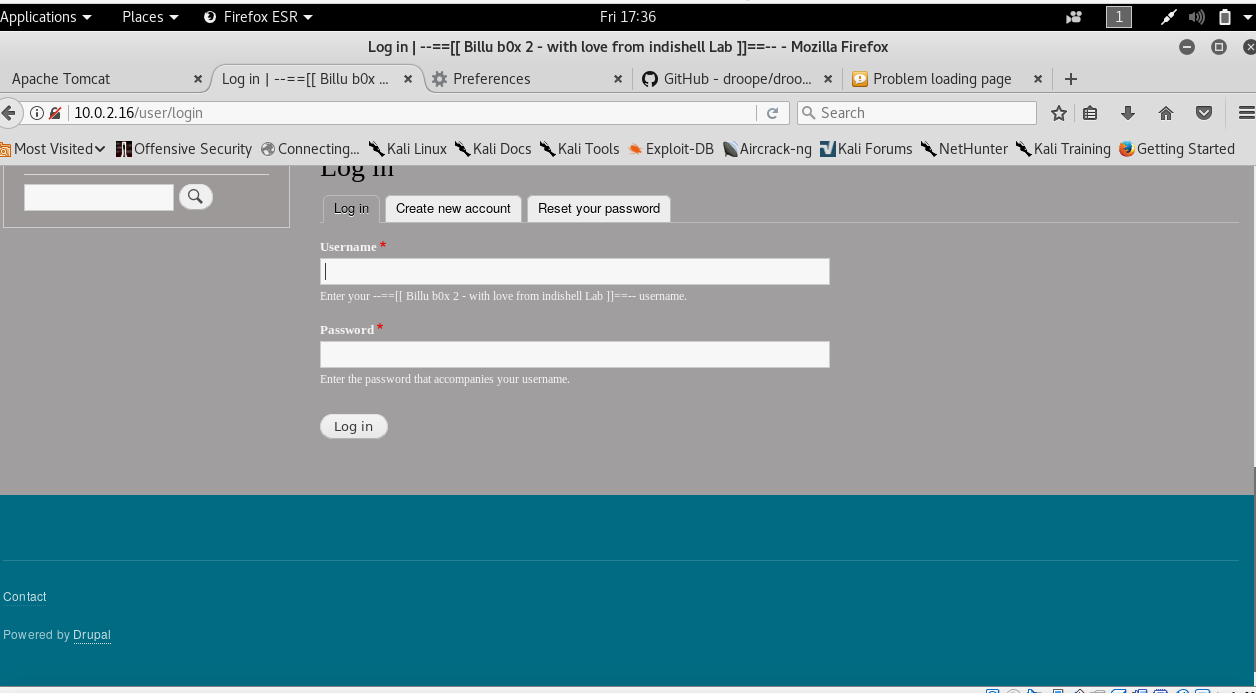 Applications Places Firefox ESR Fri 17:36 1
Log in | --==[[ Billu b0x 2 - with love from indishell Lab ]]==-- - Mozilla Firefox
Apache Tomcat Log in | --==[[ Billu b0x ... Preferences GitHub - droope/droo... Problem loading page
10.0.2.16/user/login Search
Most Visited Offensive Security Connecting... Kali Linux Kali Docs Kali Tools Exploit-DB Aircrack-ng Kali Forums NetHunter Kali Training Getting Started
Log in
Log in Create new account Reset your password
Username *
Enter your --==[[ Billu b0x 2 - with love from indishell Lab ]]==-- username.
Password *
Enter the password that accompanies your username.
Log in
Contact
Powered by Drupal